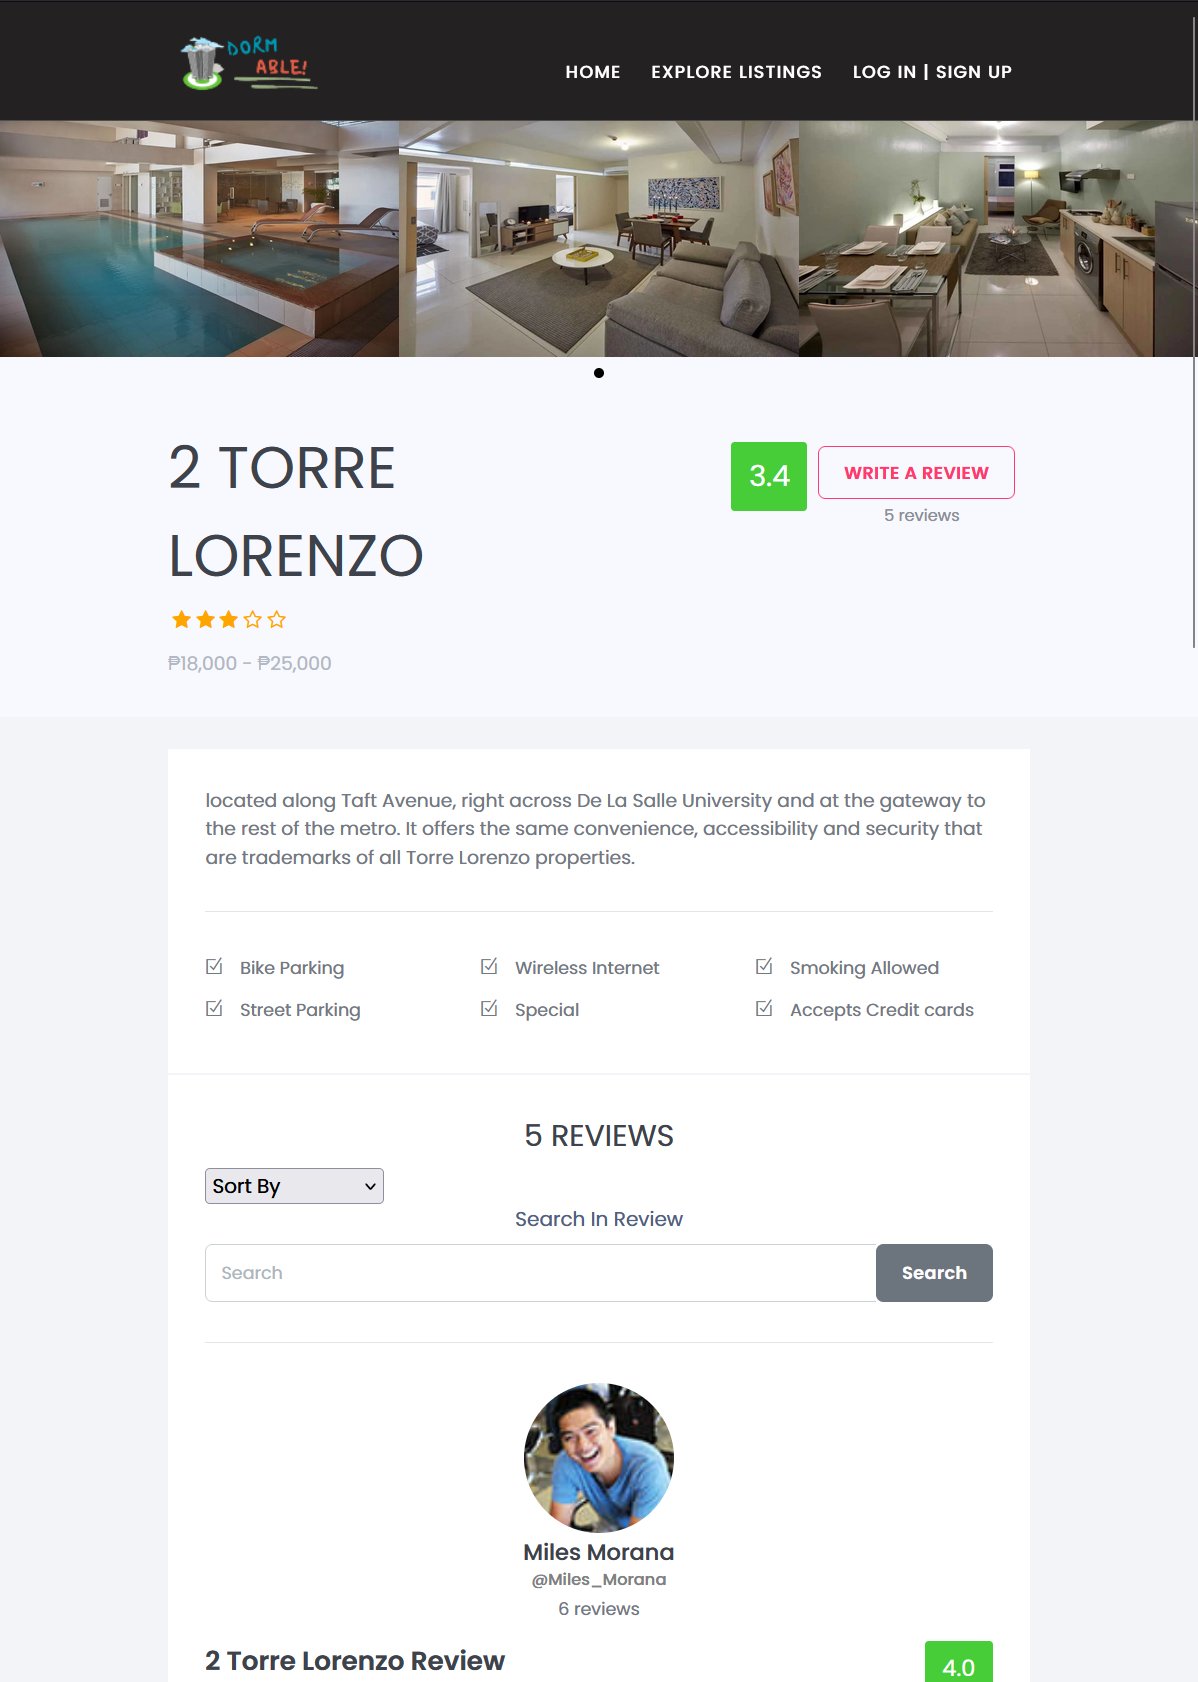 DORM
ABLE!
HOME EXPLORE LISTINGS LOG IN | SIGN UP
2 TORRE
LORENZO
3.4
WRITE A REVIEW
5 reviews
₱18,000 - ₱25,000
located along Taft Avenue, right across De La Salle University and at the gateway to
the rest of the metro. It offers the same convenience, accessibility and security that
are trademarks of all Torre Lorenzo properties.
Bike Parking Wireless Internet Smoking Allowed
Street Parking Special Accepts Credit cards
5 REVIEWS
Sort By
Search In Review
Search Search
Miles Morana
@Miles_Morana
6 reviews
2 Torre Lorenzo Review 4.0